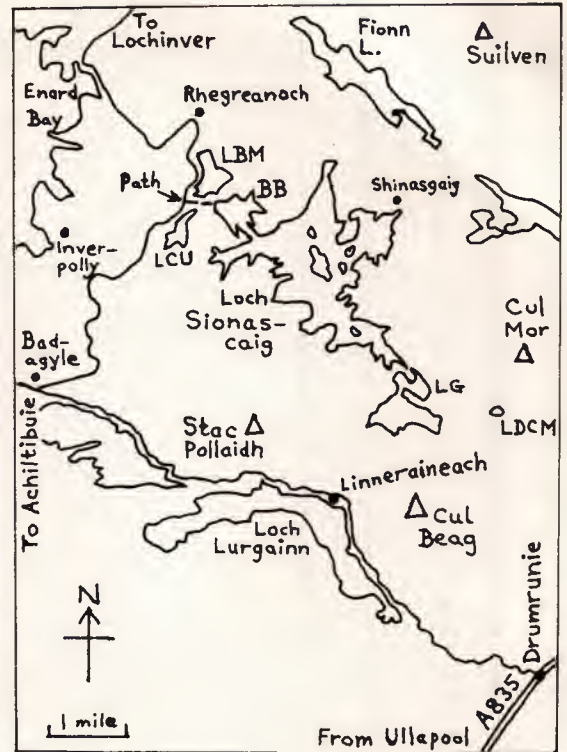 To
Lochinver
Fionn
L.
Suilven
Enard
Bay
Rhegreanach
LBM
Path
BB
Shinasgaig
Inver-
polly
LCU
Loch
Sionas-
caig
Cul
Mor
Bad-
agyle
LG
LDCM
Stac
Pollaidh
To Achiltibuie
Linneraineach
Cul
Beag
Loch
Lurgainn
N
Drumrunie
1 mile
A835
From Ullapool